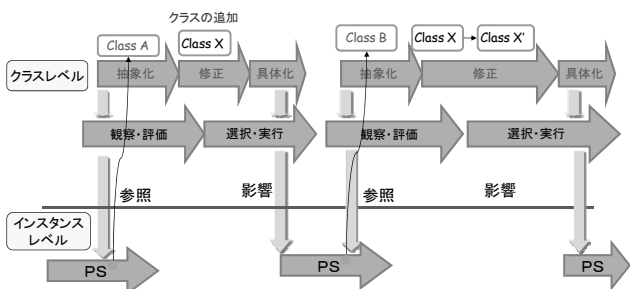 クラスの追加
Class A
Class X
Class B
Class X
Class X'
クラスレベル
抽象化
修正
具体化
抽象化
修正
具体化
観察・評価
選択・実行
観察・評価
選択・実行
参照
影響
参照
影響
インスタンス
レベル
PS
PS
PS